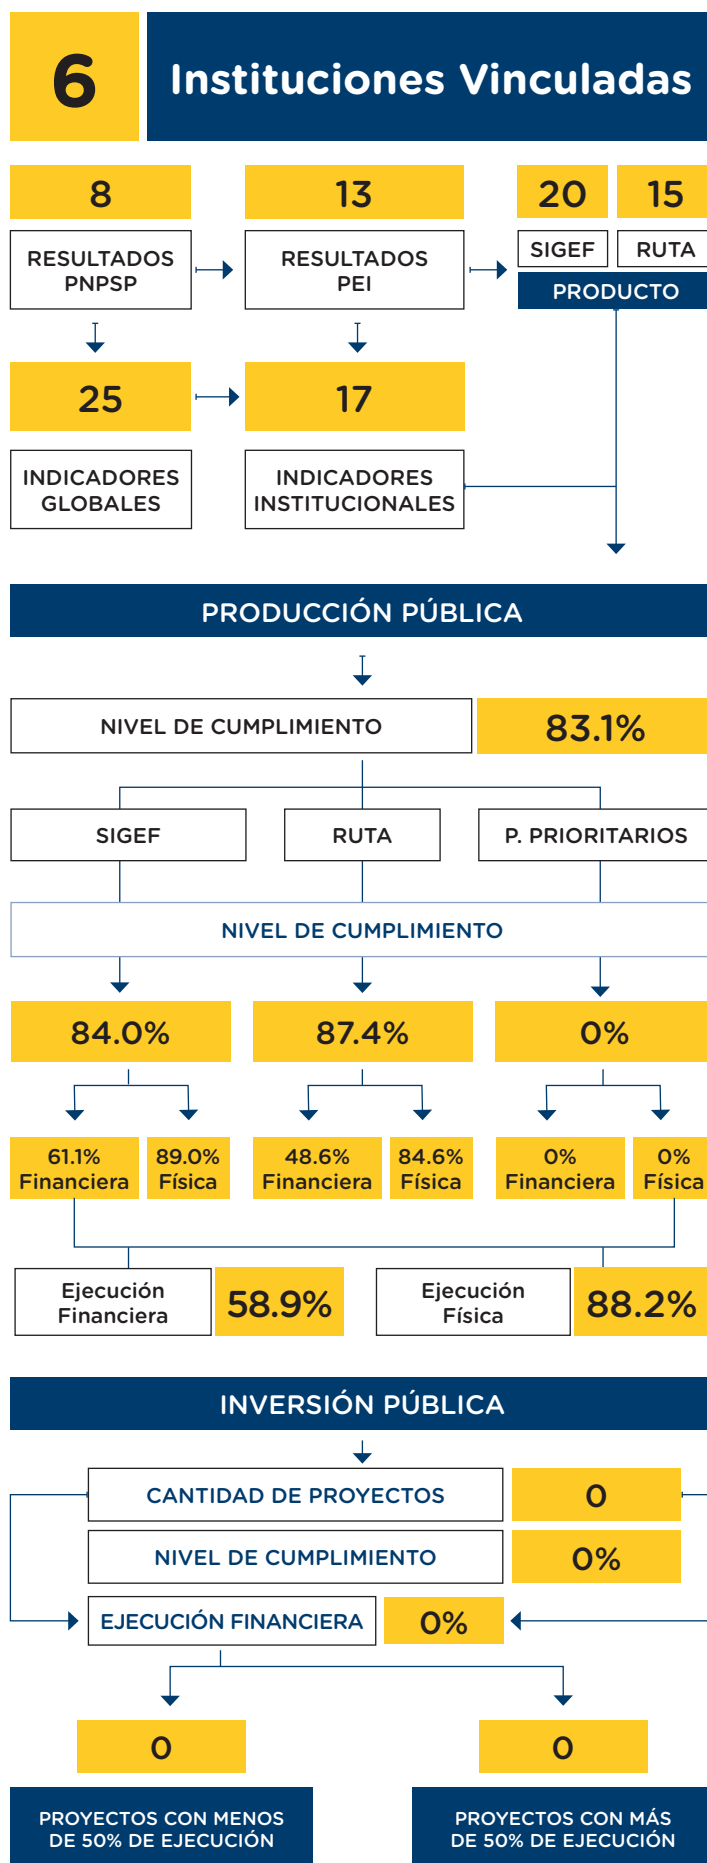 6
Instituciones Vinculadas
8
13
20
15
RESULTADOS
PNPSP
RESULTADOS
PEI
SIGEF
RUTA
PRODUCTO
25
17
INDICADORES
GLOBALES
INDICADORES
INSTITUCIONALES
PRODUCCIÓN PÚBLICA
NIVEL DE CUMPLIMIENTO
83.1%
SIGEF
RUTA
P. PRIORITARIOS
NIVEL DE CUMPLIMIENTO
84.0%
87.4%
0%
61.1%
Financiera
89.0%
Física
48.6%
Financiera
84.6%
Física
0%
Financiera
0%
Física
Ejecución
Financiera
58.9%
Ejecución
Física
88.2%
INVERSIÓN PÚBLICA
CANTIDAD DE PROYECTOS
0
NIVEL DE CUMPLIMIENTO
0%
EJECUCIÓN FINANCIERA
0%
0
0
PROYECTOS CON MENOS
DE 50% DE EJECUCIÓN
PROYECTOS CON MÁS
DE 50% DE EJECUCIÓN